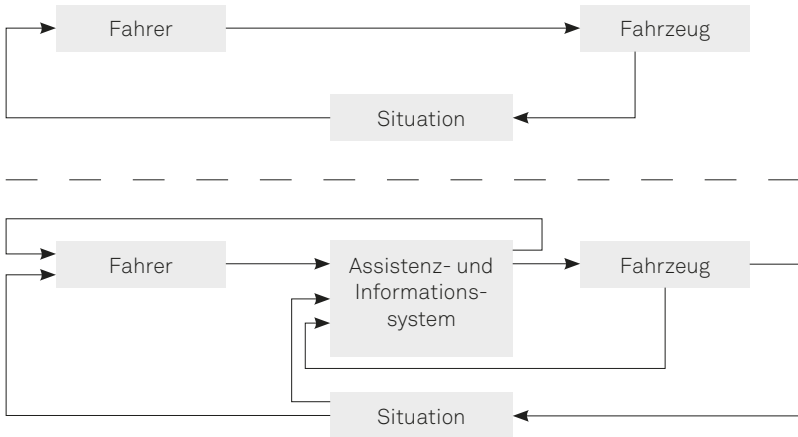 Fahrer
Fahrzeug
Situation
Fahrer
Assistenz- und
Informations-
system
Fahrzeug
Situation